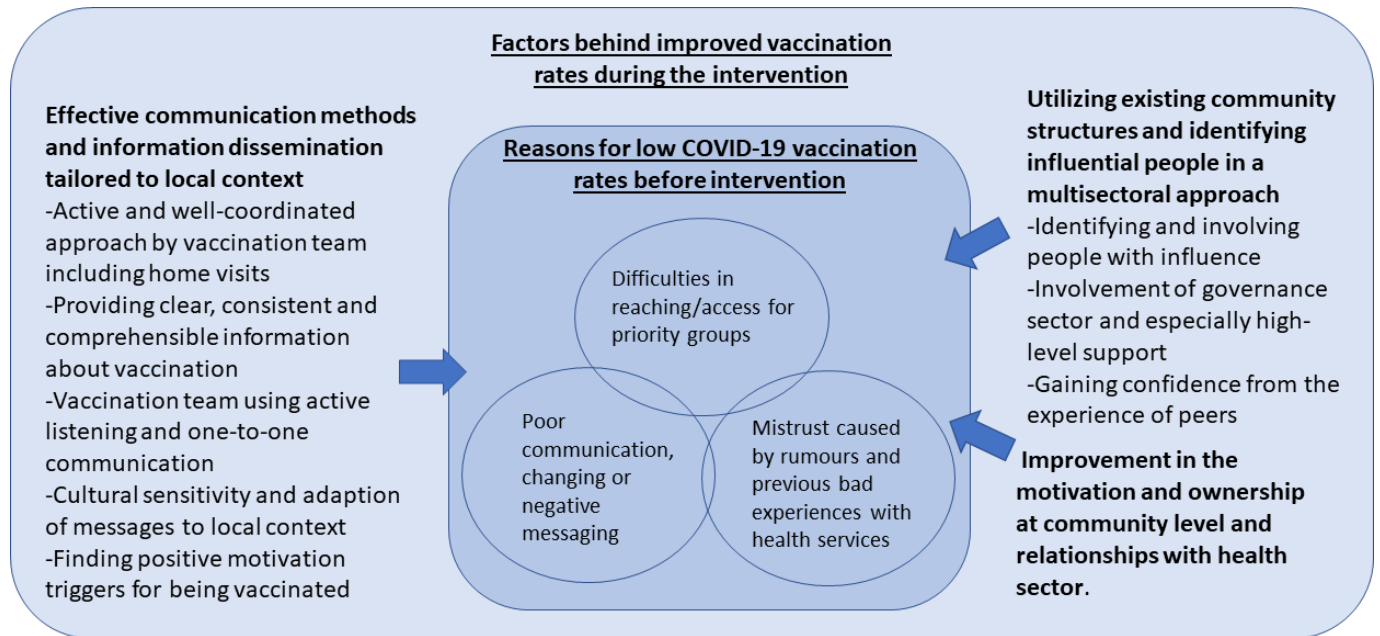 Factors behind improved vaccination
rates during the intervention
Effective communication methods
and information dissemination
tailored to local context
-Active and well-coordinated
approach by vaccination team
including home visits
-Providing clear, consistent and
comprehensible information
about vaccination
-Vaccination team using active
listening and one-to-one
communication
-Cultural sensitivity and adaption
of messages to local context
-Finding positive motivation
triggers for being vaccinated
Reasons for low COVID-19 vaccination
rates before intervention
Difficulties in
reaching/access for
priority groups
Poor
communication,
changing or
negative
messaging
Mistrust caused
by rumours and
previous bad
experiences with
health services
Utilizing existing community
structures and identifying
influential people in a
multisectoral approach
-Identifying and involving
people with influence
-Involvement of governance
sector and especially high-
level support
-Gaining confidence from the
experience of peers
Improvement in the
motivation and ownership
at community level and
relationships with health
sector.